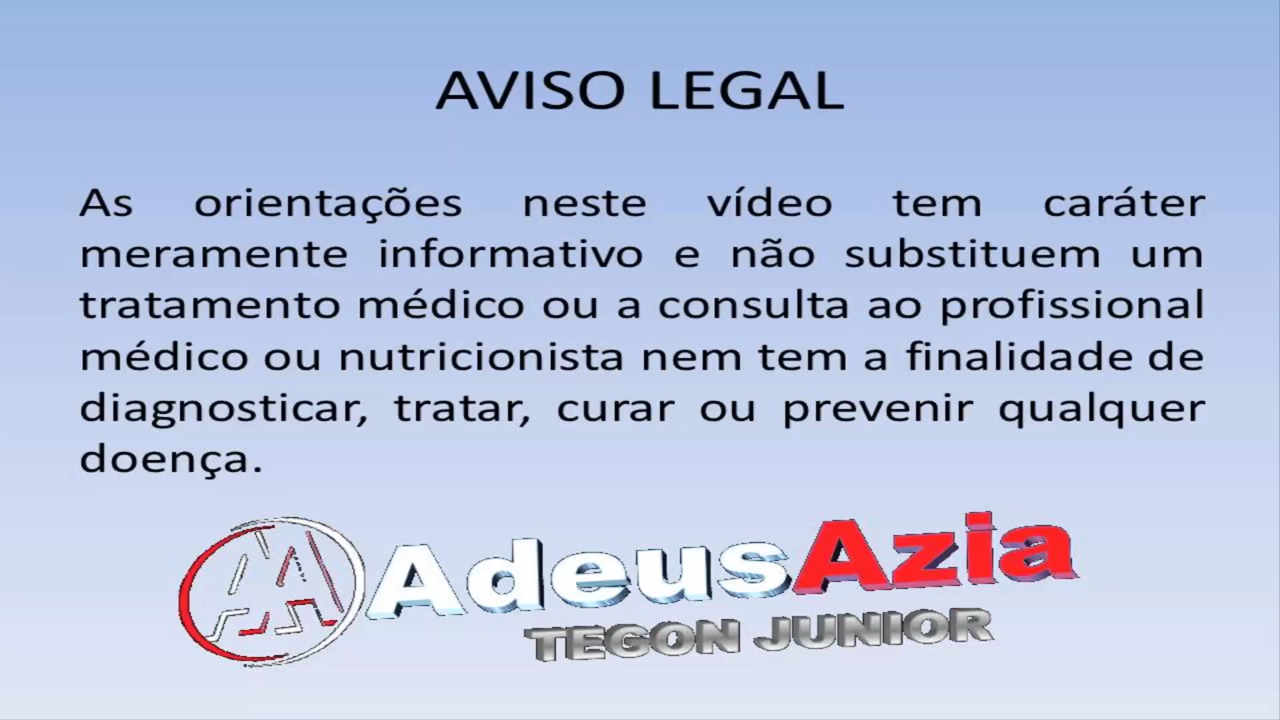 AVISO LEGAL
As orientações neste vídeo tem caráter
meramente informativo e não substituem um
tratamento médico ou a consulta ao profissional
médico ou nutricionista nem tem a finalidade de
diagnosticar, tratar, curar ou prevenir qualquer
doença.
AA AdeusAzia
TEGON JUNIOR